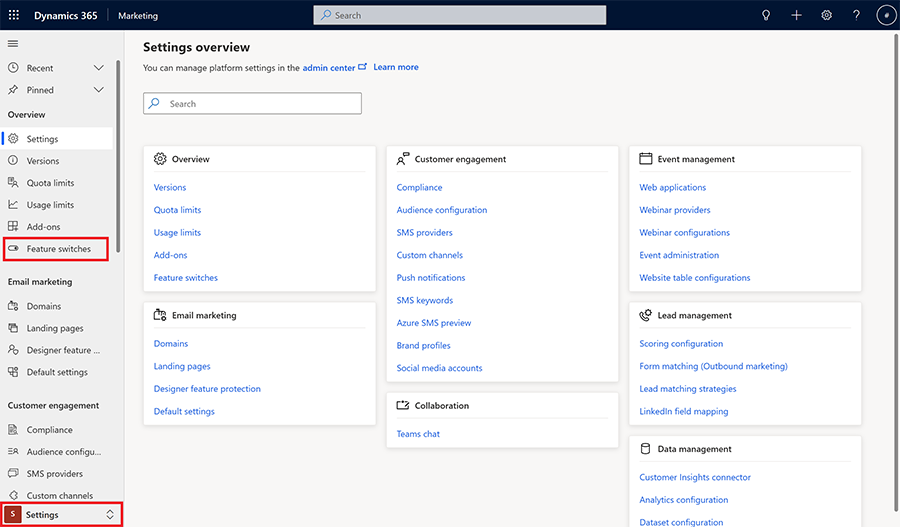 Dynamics 365 Marketing Search #
Recent
Pinned
Overview
Settings
Versions
Quota limits
Usage limits
Add-ons
Feature switches
Email marketing
Domains
Landing pages
Designer feature ...
Default settings
Customer engagement
Compliance
Audience configu...
SMS providers
Custom channels
S Settings
Settings overview
You can manage platform settings in the admin center Learn more
Search
Overview
Versions
Quota limits
Usage limits
Add-ons
Feature switches
Email marketing
Domains
Landing pages
Designer feature protection
Default settings
Customer engagement
Compliance
Audience configuration
SMS providers
Custom channels
Push notifications
SMS keywords
Azure SMS preview
Brand profiles
Social media accounts
Collaboration
Teams chat
Event management
Web applications
Webinar providers
Webinar configurations
Event administration
Website table configurations
Lead management
Scoring configuration
Form matching (Outbound marketing)
Lead matching strategies
LinkedIn field mapping
Data management
Customer Insights connector
Analytics configuration
Dataset configuration